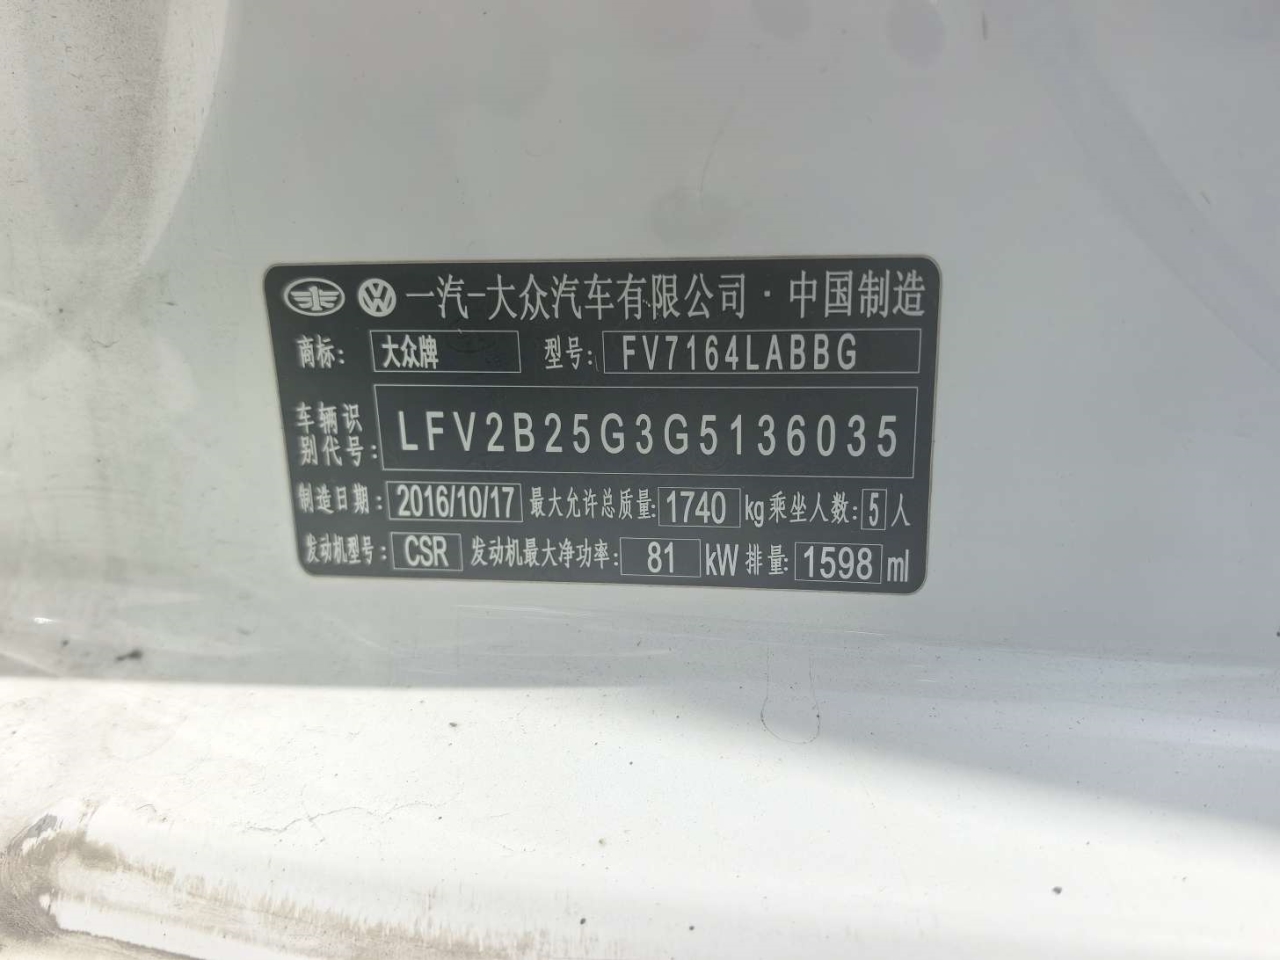 一汽-大众汽车有限公司·中国制造
商标: 大众牌 型号: FV7164LABBG
车辆识别代号: LFV2B25G3G5136035
制造日期: 2016/10/17 最大允许总质量: 1740 kg 乘坐人数: 5 人
发动机型号: CSR 发动机最大净功率: 81 kW 排量: 1598 ml